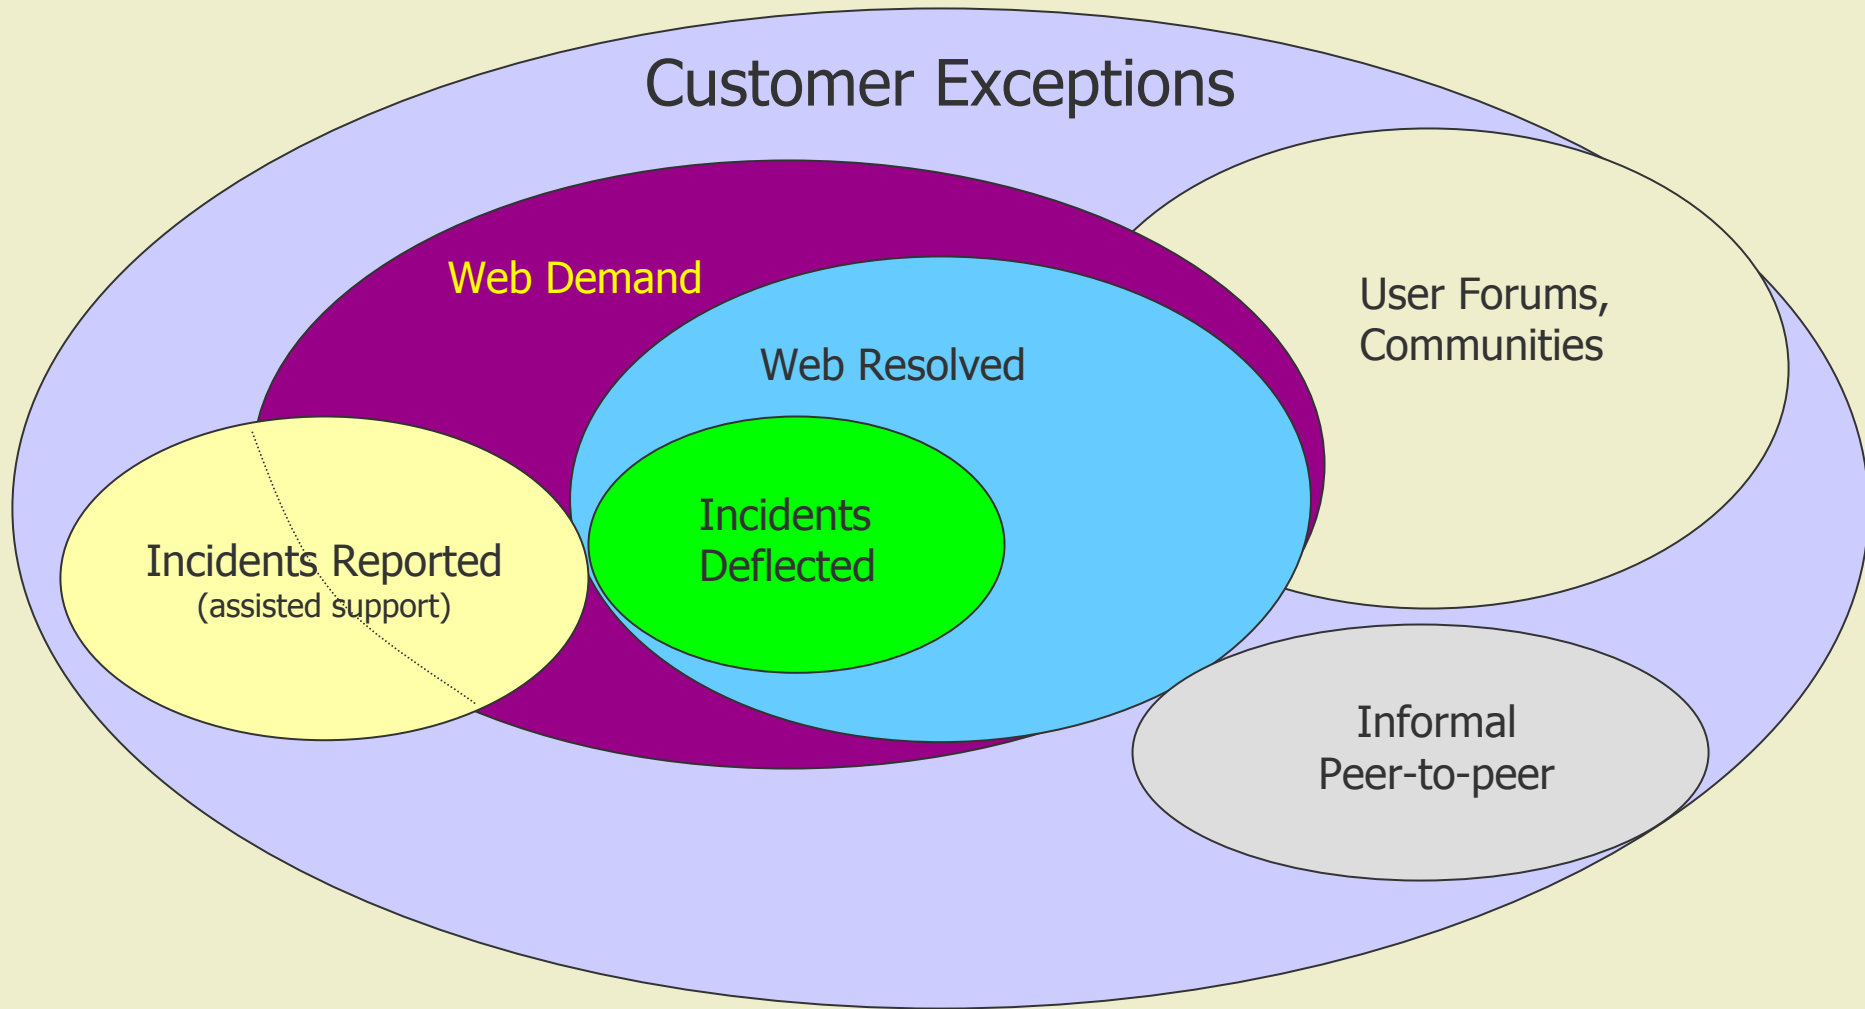 Customer Exceptions
Web Demand
User Forums,
Communities
Web Resolved
Incidents
Deflected
Incidents Reported
(assisted support)
Informal
Peer-to-peer